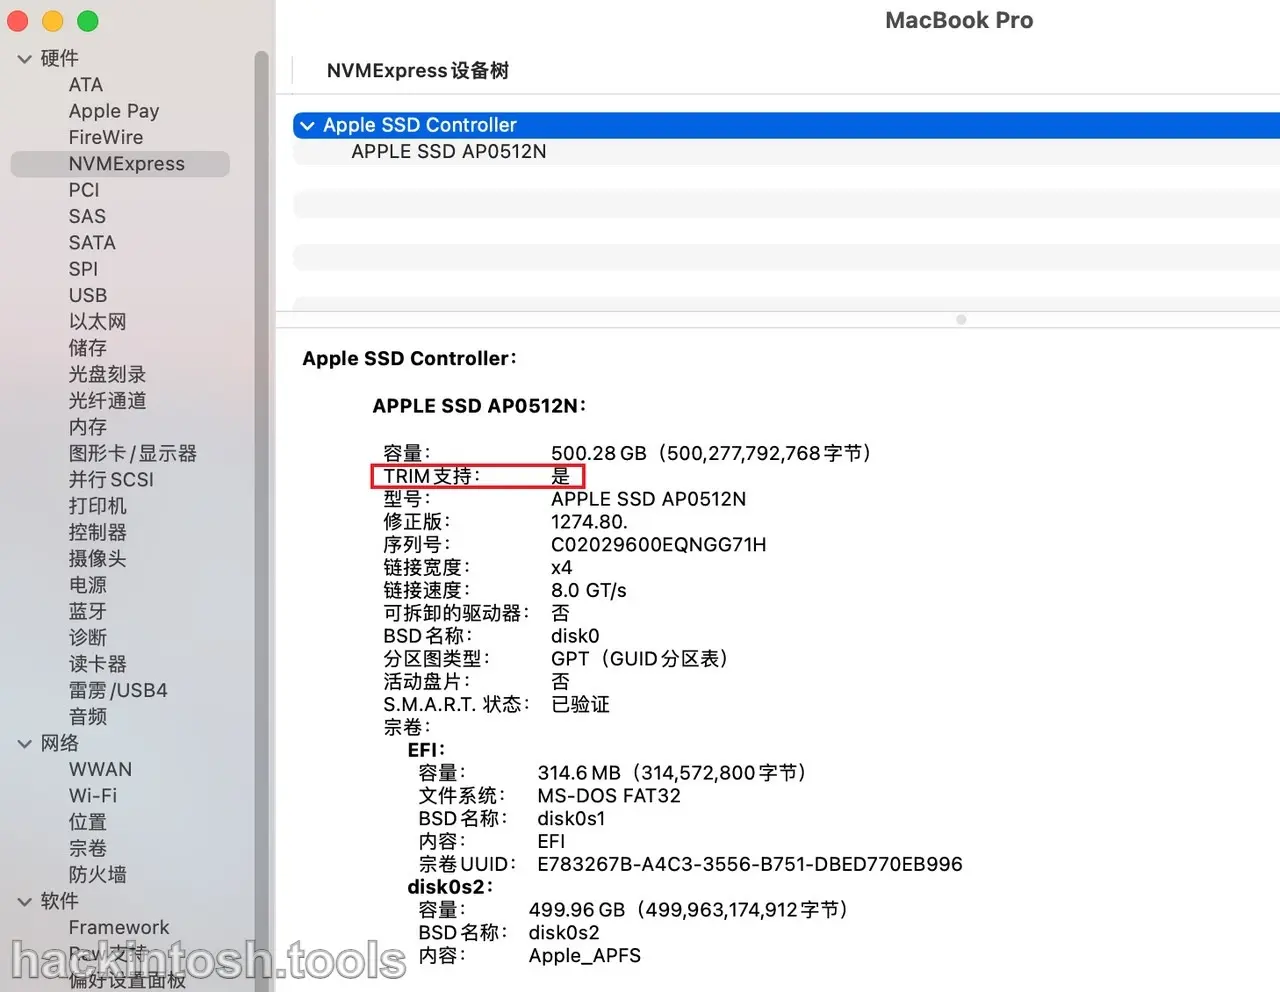 MacBook Pro
硬件
ATA
Apple Pay
FireWire
NVMExpress
PCI
SAS
SATA
SPI
USB
以太网
储存
光盘刻录
光纤通道
内存
图形卡/显示器
并行SCSI
打印机
控制器
摄像头
电源
蓝牙
诊断
读卡器
雷雳/USB4
音频
网络
WWAN
Wi-Fi
位置
宗卷
防火墙
软件
Framework
Raw支持
偏好设置面板
NVMExpress设备树
Apple SSD Controller
APPLE SSD AP0512N
Apple SSD Controller:
APPLE SSD AP0512N:
容量: 500.28 GB（500,277,792,768字节）
TRIM支持: 是
型号: APPLE SSD AP0512N
修正版: 1274.80.
序列号: C02029600EQNGG71H
链接宽度: x4
链接速度: 8.0 GT/s
可拆卸的驱动器: 否
BSD名称: disk0
分区图类型: GPT（GUID分区表）
活动盘片: 否
S.M.A.R.T. 状态: 已验证
宗卷:
EFI:
容量: 314.6 MB（314,572,800字节）
文件系统: MS-DOS FAT32
BSD名称: disk0s1
内容: EFI
宗卷UUID: E783267B-A4C3-3556-B751-DBED770EB996
disk0s2:
容量: 499.96 GB（499,963,174,912字节）
BSD名称: disk0s2
内容: Apple_APFS
hackintosh.tools